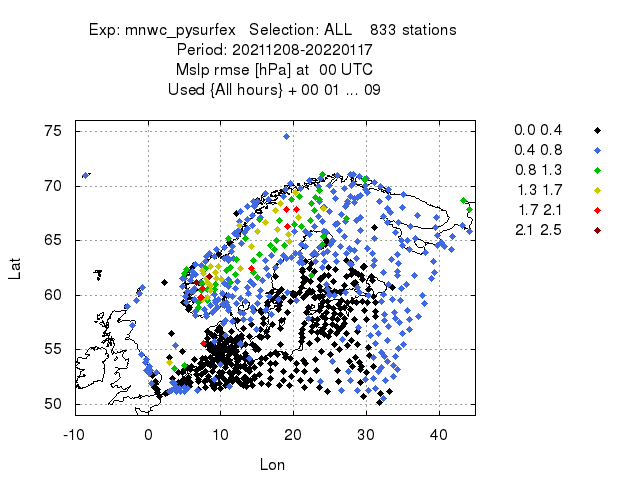 Exp: mnwc_pysurfex   Selection: ALL    833 stations
Period: 20211208-20220117
Mslp rmse [hPa] at  00 UTC
Used {All hours} + 00 01 ... 09
0.0 0.4
0.4 0.8
0.8 1.3
1.3 1.7
1.7 2.1
2.1 2.5
75
70
65
60
55
50
Lat
-10 0 10 20 30 40
Lon